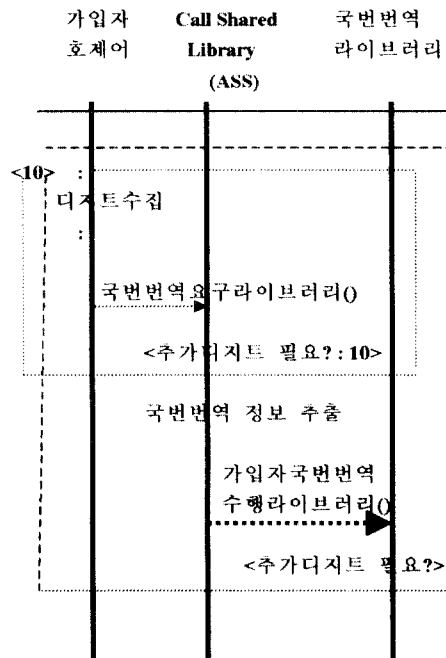 가입자 Call Shared 국번번역
호제어 Library 라이브러리
(ASS)
<10> :
디지트수집
:
국번번역요구라이브러리()
<추가디지트 필요? : 10>
국번번역 정보 추출
가입자국번번역
수행라이브러리()
<추가디지트 필요?>